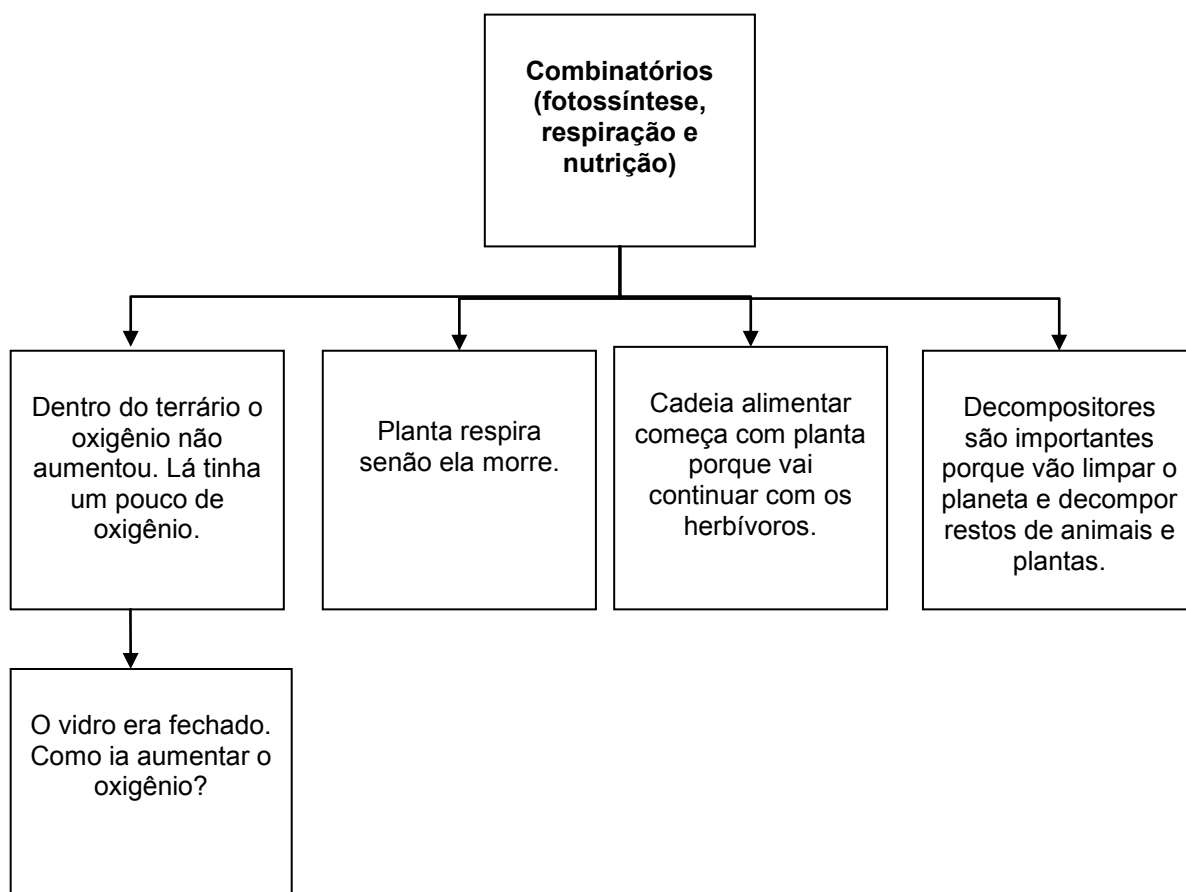 Combinatórios
(fotossíntese,
respiração e
nutrição)
Dentro do terrário o
oxigênio não
aumentou. Lá tinha
um pouco de
oxigênio.
Planta respira
senão ela morre.
Cadeia alimentar
começa com planta
porque vai
continuar com os
herbívoros.
Decompositores
são importantes
porque vão limpar o
planeta e decompor
restos de animais e
plantas.
O vidro era fechado.
Como ia aumentar o
oxigênio?